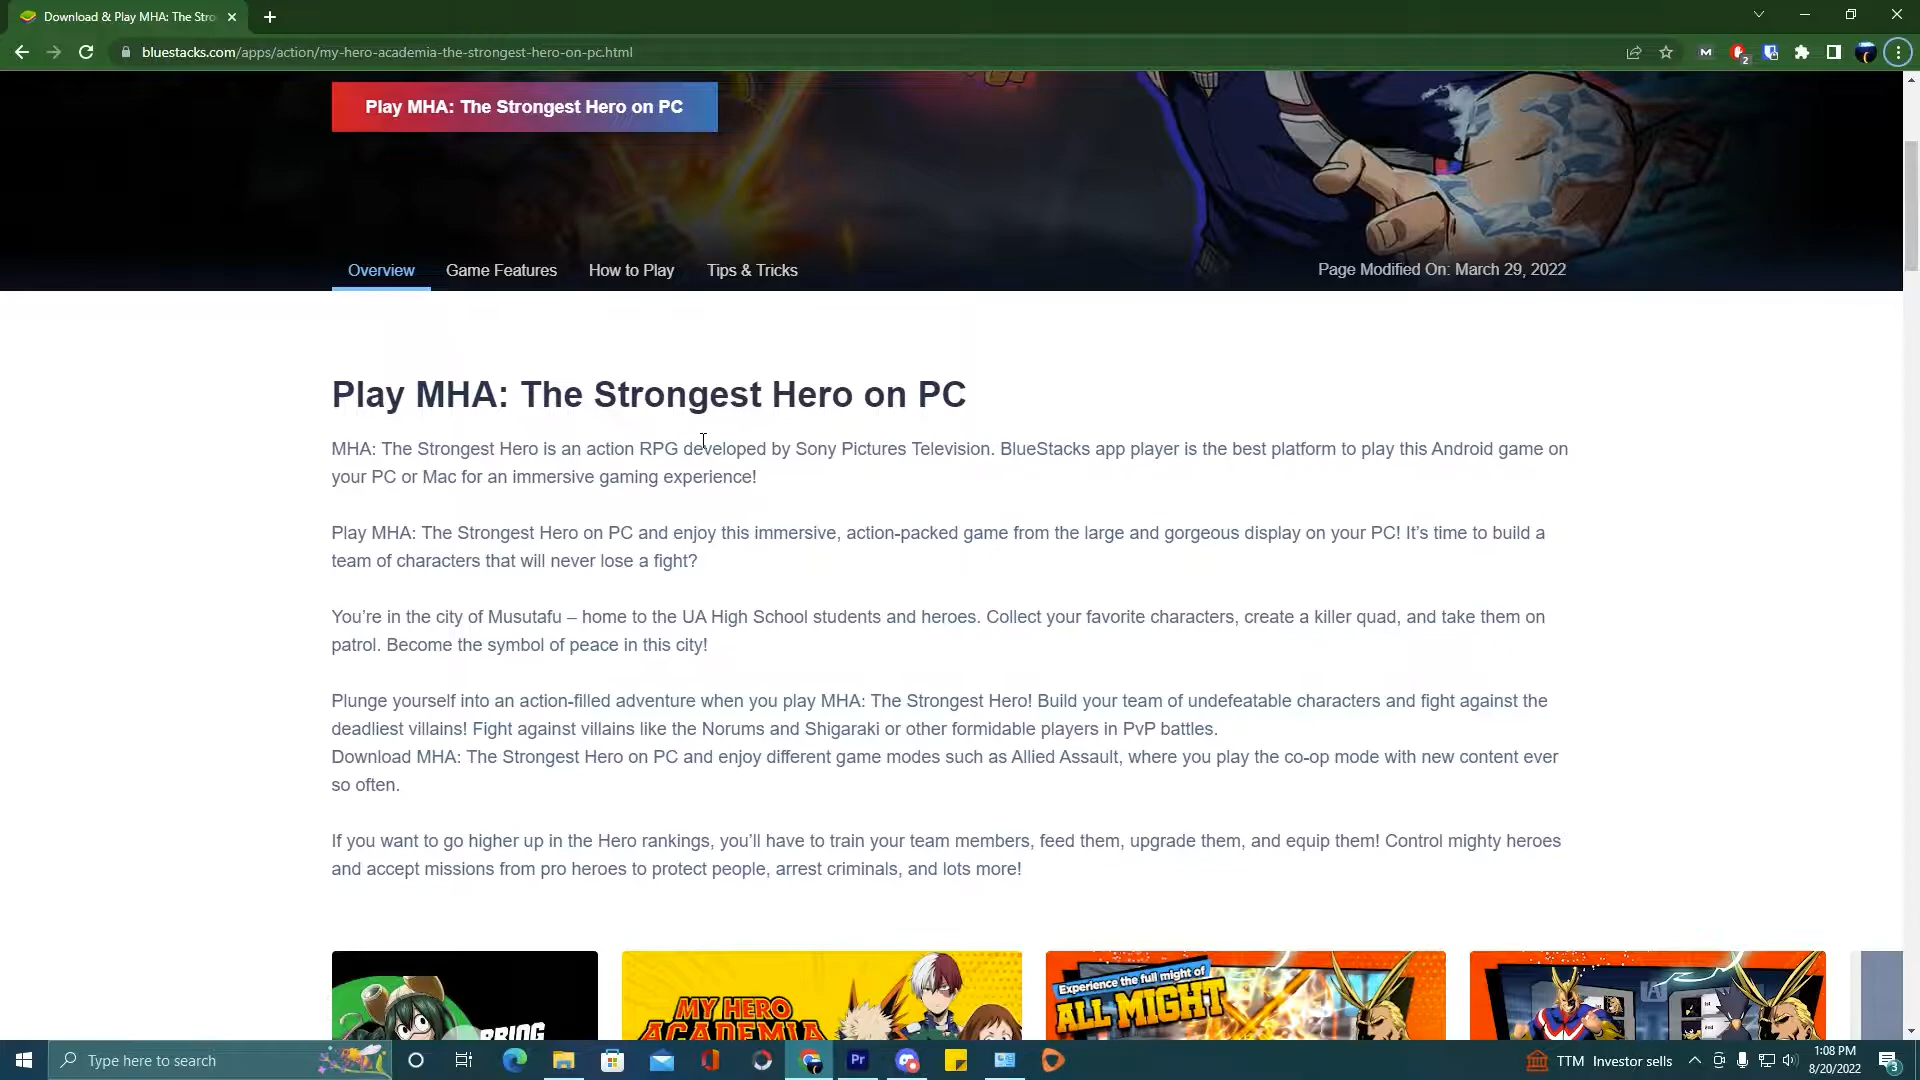 Download & Play MHA: The Stro
bluestacks.com/apps/action/my-hero-academia-the-strongest-hero-on-pc.html
2
Play MHA: The Strongest Hero on PC
Overview
Game Features
How to Play
Tips & Tricks
Page Modified On: March 29, 2022
Play MHA: The Strongest Hero on PC
MHA: The Strongest Hero is an action RPG developed by Sony Pictures Television. BlueStacks app player is the best platform to play this Android game on
your PC or Mac for an immersive gaming experience!
Play MHA: The Strongest Hero on PC and enjoy this immersive, action-packed game from the large and gorgeous display on your PC! It’s time to build a
team of characters that will never lose a fight?
You’re in the city of Musutafu – home to the UA High School students and heroes. Collect your favorite characters, create a killer quad, and take them on
patrol. Become the symbol of peace in this city!
Plunge yourself into an action-filled adventure when you play MHA: The Strongest Hero! Build your team of undefeatable characters and fight against the
deadliest villains! Fight against villains like the Norums and Shigaraki or other formidable players in PvP battles.
Download MHA: The Strongest Hero on PC and enjoy different game modes such as Allied Assault, where you play the co-op mode with new content ever
so often.
If you want to go higher up in the Hero rankings, you’ll have to train your team members, feed them, upgrade them, and equip them! Control mighty heroes
and accept missions from pro heroes to protect people, arrest criminals, and lots more!
MY HERO
ACADEMIA
Experience the full might of
ALL MIGHT
Type here to search
Pr
TTM Investor sells
1:08 PM
8/20/2022
3